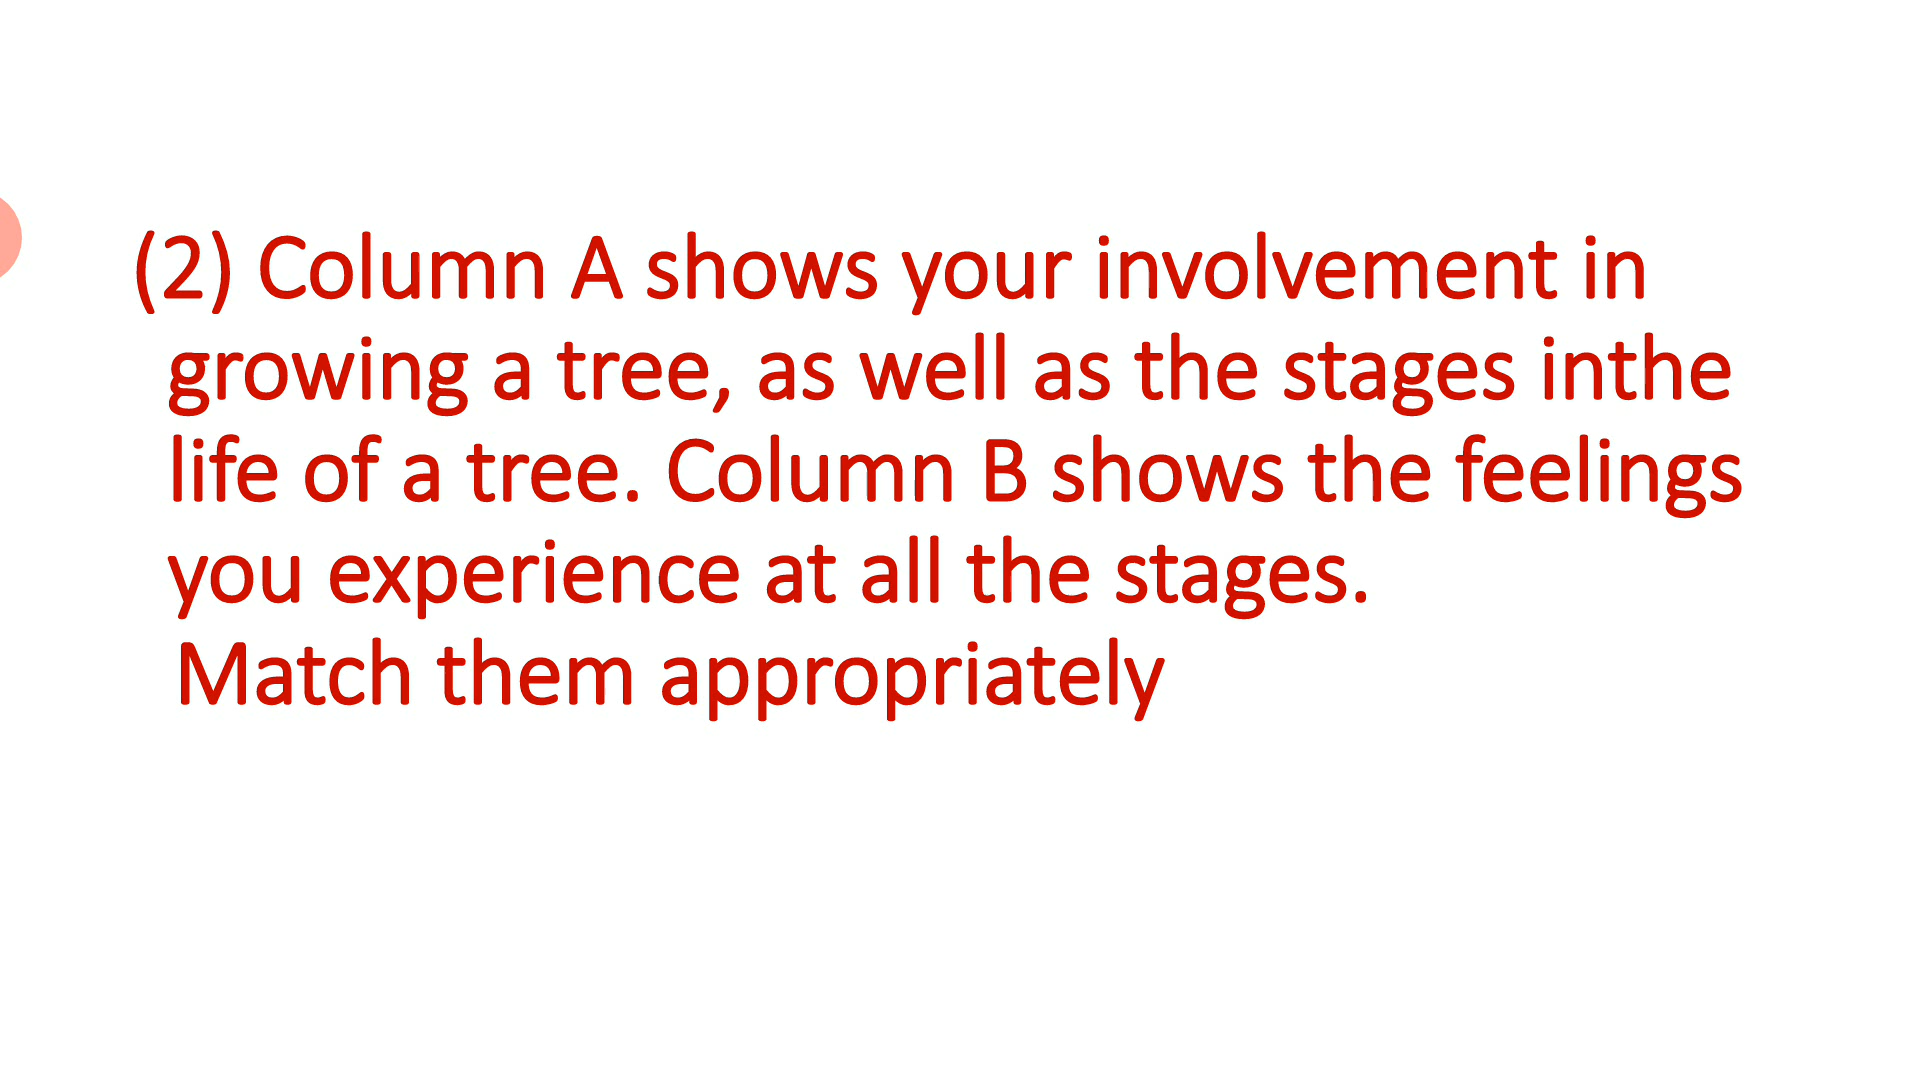 (2) Column A shows your involvement in
growing a tree, as well as the stages inthe
life of a tree. Column B shows the feelings
you experience at all the stages.
Match them appropriately